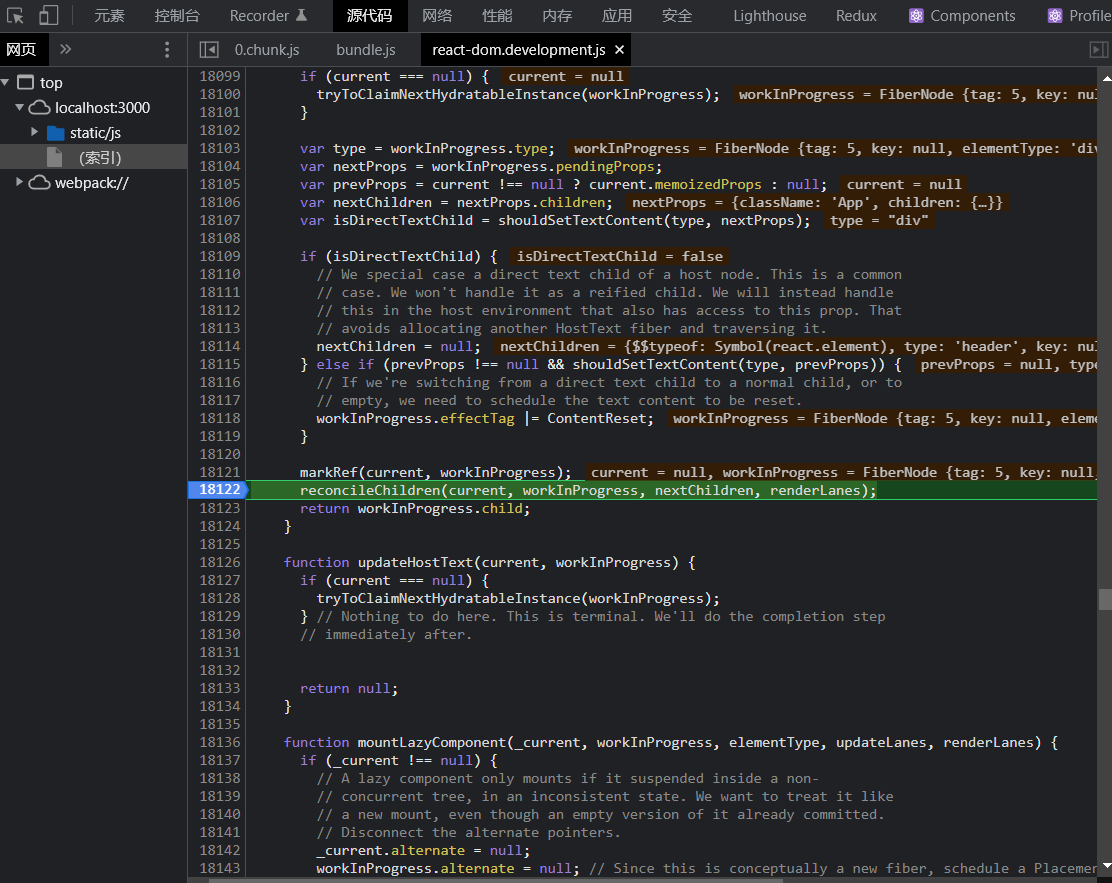 元素 控制台 Recorder 源代码 网络 性能 内存 应用 安全 Lighthouse Redux Components Profile
网页 0.chunk.js bundle.js react-dom.development.js
top
localhost:3000
static/js
(索引)
webpack://
18099 if (current === null) { current = null
18100 tryToClaimNextHydratableInstance(workInProgress); workInProgress = FiberNode {tag: 5, key: nul
18101 }
18102
18103 var type = workInProgress.type; workInProgress = FiberNode {tag: 5, key: null, elementType: 'div
18104 var nextProps = workInProgress.pendingProps;
18105 var prevProps = current !== null ? current.memoizedProps : null; current = null
18106 var nextChildren = nextProps.children; nextProps = {className: 'App', children: {…}}
18107 var isDirectTextChild = shouldSetTextContent(type, nextProps); type = "div"
18108
18109 if (isDirectTextChild) { isDirectTextChild = false
18110 // We special case a direct text child of a host node. This is a common
18111 // case. We won't handle it as a reified child. We will instead handle
18112 // this in the host environment that also has access to this prop. That
18113 // avoids allocating another HostText fiber and traversing it.
18114 nextChildren = null; nextChildren = {$$typeof: Symbol(react.element), type: 'header', key: nul
18115 } else if (prevProps !== null && shouldSetTextContent(type, prevProps)) { prevProps = null, type
18116 // If we're switching from a direct text child to a normal child, or to
18117 // empty, we need to schedule the text content to be reset.
18118 workInProgress.effectTag |= ContentReset; workInProgress = FiberNode {tag: 5, key: null, eleme
18119 }
18120
18121 markRef(current, workInProgress); current = null, workInProgress = FiberNode {tag: 5, key: null,
18122 reconcileChildren(current, workInProgress, nextChildren, renderLanes);
18123 return workInProgress.child;
18124 }
18125
18126 function updateHostText(current, workInProgress) {
18127 if (current === null) {
18128 tryToClaimNextHydratableInstance(workInProgress);
18129 } // Nothing to do here. This is terminal. We'll do the completion step
18130 // immediately after.
18131
18132
18133 return null;
18134 }
18135
18136 function mountLazyComponent(_current, workInProgress, elementType, updateLanes, renderLanes) {
18137 if (_current !== null) {
18138 // A lazy component only mounts if it suspended inside a non-
18139 // concurrent tree, in an inconsistent state. We want to treat it like
18140 // a new mount, even though an empty version of it already committed.
18141 // Disconnect the alternate pointers.
18142 _current.alternate = null;
18143 workInProgress.alternate = null; // Since this is conceptually a new fiber, schedule a Placemen